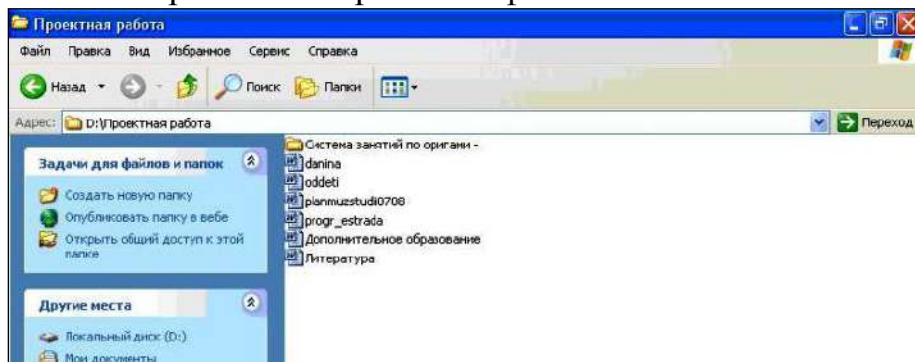 Проектная работа
Файл Правка Вид Избранное Сервис Справка
Назад Поиск Папки
Адрес: D:\Проектная работа Переход
Задачи для файлов и папок
Создать новую папку
Опубликовать папку в вебе
Открыть общий доступ к этой
папке
Другие места
Локальный диск (D:)
Мои документы
Система занятий по оригани -
danina
oddeti
planmuzstudi0708
progr_estrada
Дополнительное образование
Литература